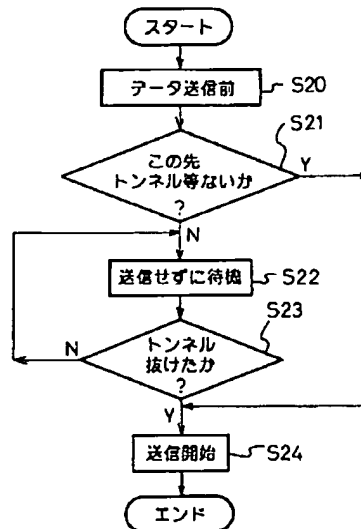 スタート
データ送信前
S20
S21
この先
トンネル等ないか
?
Y
N
送信せずに待機
S22
S23
トンネル
抜けたか
?
N
Y
送信開始
S24
エンド